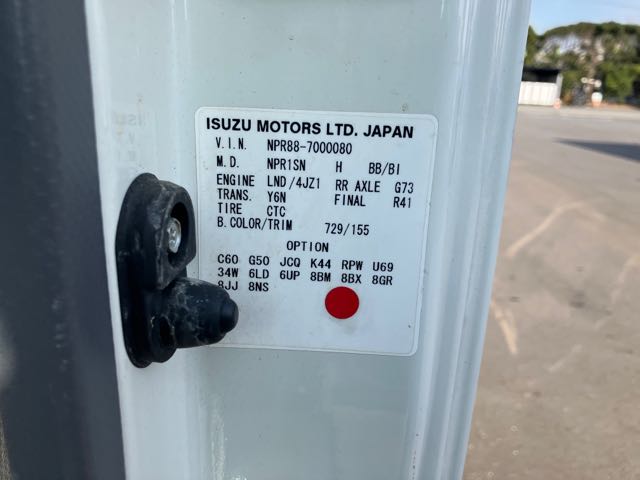 ISUZU MOTORS LTD. JAPAN
V.I.N. NPR88-7000080
M.D. NPR1SN H BB/BI
ENGINE LND/4JZ1 RR AXLE G73
TRANS. Y6N FINAL R41
TIRE CTC
B.COLOR/TRIM 729/155
OPTION
C60 G50 JCQ K44 RPW U69
34W 6LD 6UP 8BM 8BX 8GR
8JJ 8NS